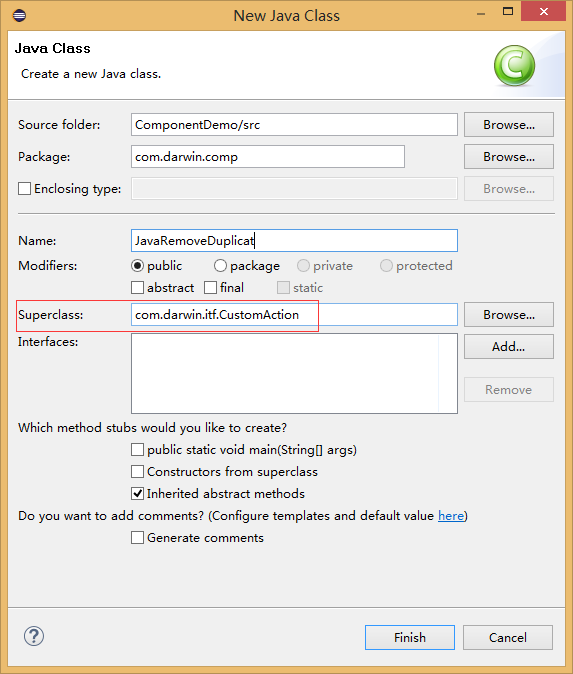 New Java Class
Java Class
Create a new Java class.
C
Source folder: ComponentDemo/src Browse...
Package: com.darwin.comp Browse...
Enclosing type: Browse...
Name: JavaRemoveDuplicat
Modifiers: public package private protected
abstract final static
Superclass: com.darwin.itf.CustomAction Browse...
Interfaces: Add...
Remove
Which method stubs would you like to create?
public static void main(String[] args)
Constructors from superclass
Inherited abstract methods
Do you want to add comments? (Configure templates and default value here)
Generate comments
? Finish Cancel